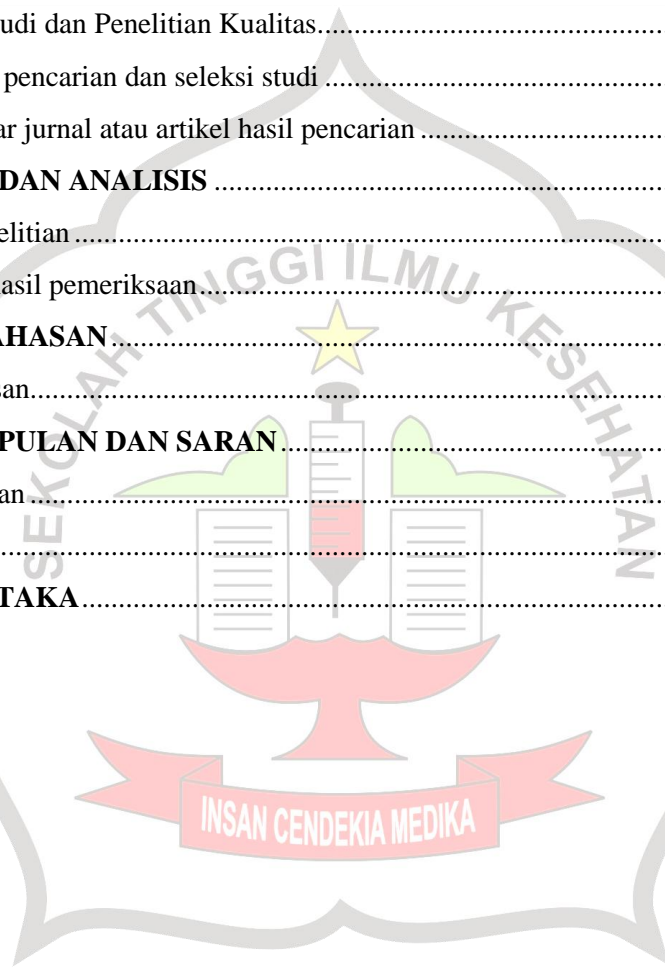 udi dan Penelitian Kualitas..........................................................
pencarian dan seleksi studi .........................................................
ar jurnal atau artikel hasil pencarian ..........................................
DAN ANALISIS ..........................................................................
elitian ..........................................................................................
asil pemeriksaan..........................................................................
AHASAN......................................................................................
san................................................................................................
PULAN DAN SARAN................................................................
an .................................................................................................
.....................................................................................................
TAKA...........................................................................................
SEKOLAH TINGGI ILMU KESEHATAN
INSAN CENDEKIA MEDIKA